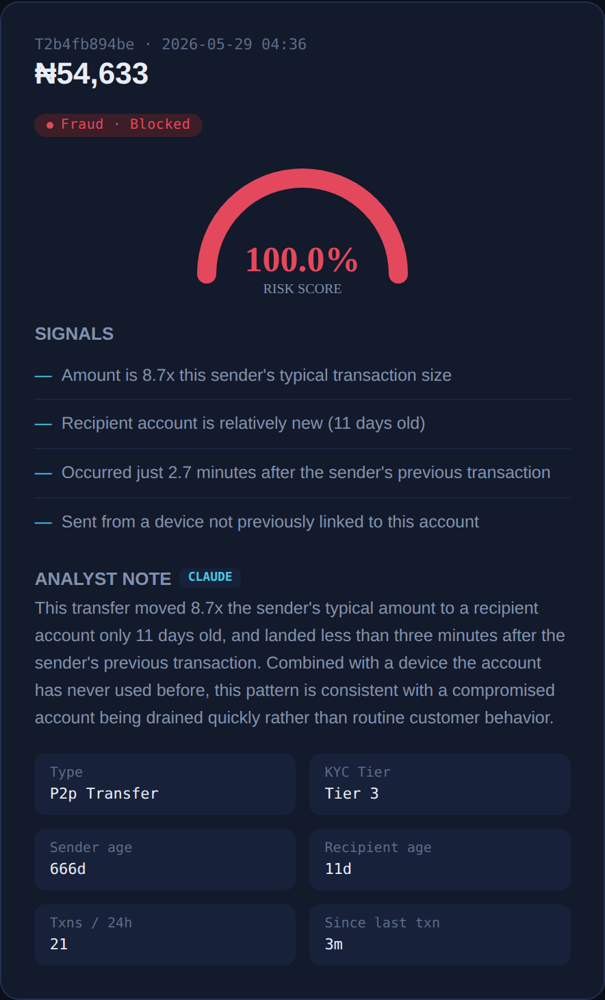 T2b4fb894be · 2026-05-29 04:36
₦54,633
Fraud · Blocked
100.0%
RISK SCORE
SIGNALS
— Amount is 8.7x this sender's typical transaction size
— Recipient account is relatively new (11 days old)
— Occurred just 2.7 minutes after the sender's previous transaction
— Sent from a device not previously linked to this account
ANALYST NOTE CLAUDE
This transfer moved 8.7x the sender's typical amount to a recipient
account only 11 days old, and landed less than three minutes after the
sender's previous transaction. Combined with a device the account
has never used before, this pattern is consistent with a compromised
account being drained quickly rather than routine customer behavior.
Type
P2p Transfer
KYC Tier
Tier 3
Sender age
666d
Recipient age
11d
Txns / 24h
21
Since last txn
3m